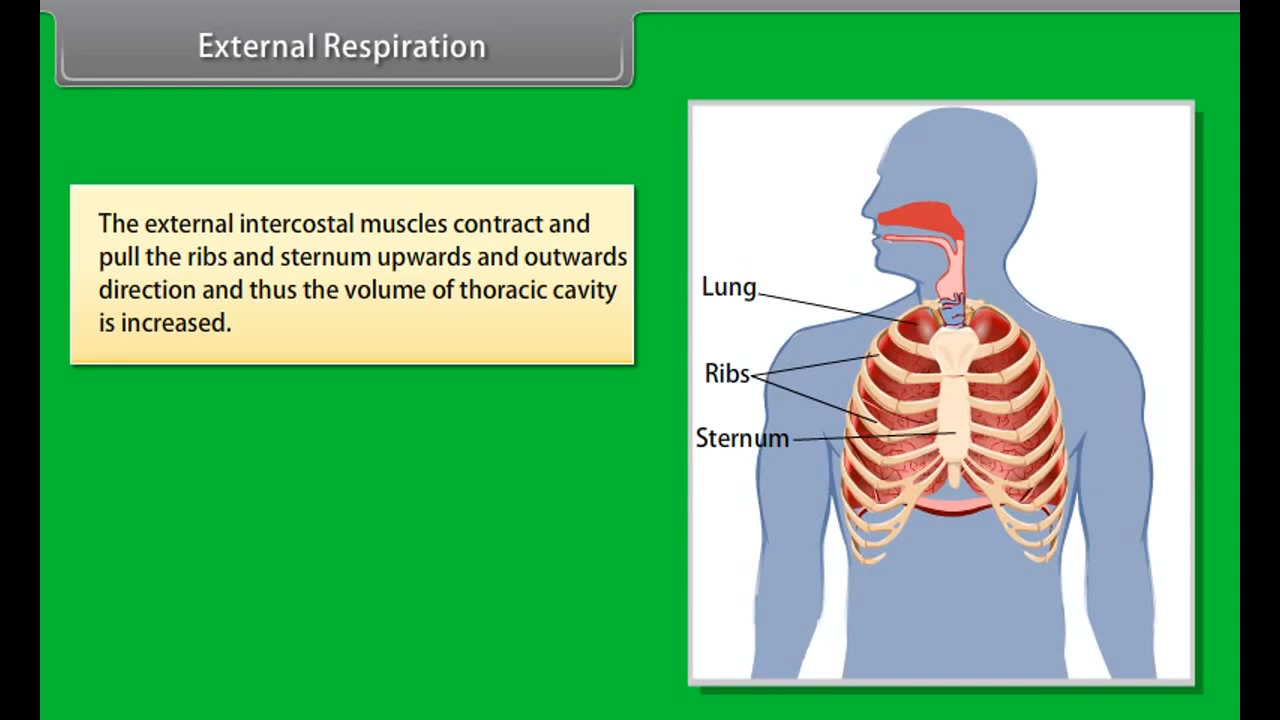 External Respiration
The external intercostal muscles contract and
pull the ribs and sternum upwards and outwards
direction and thus the volume of thoracic cavity
is increased.
Lung
Ribs
Sternum